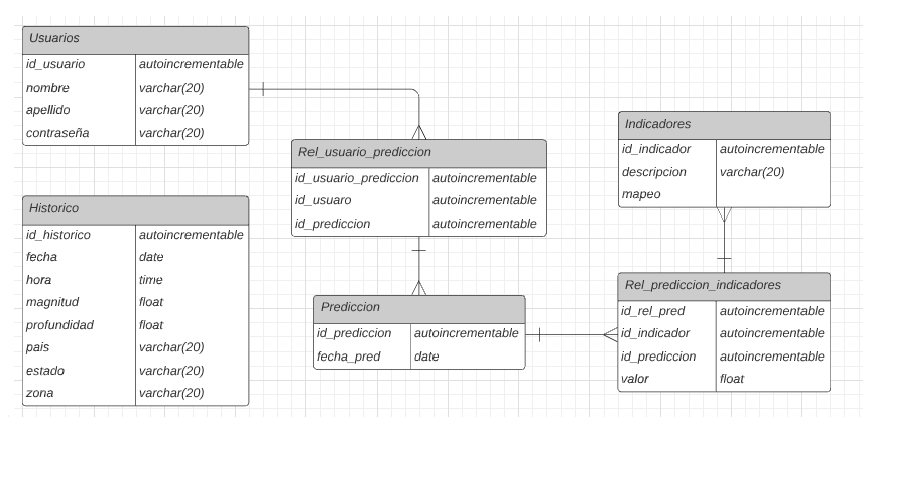 Usuarios
id_usuario autoincrementable
nombre varchar(20)
apellido varchar(20)
contraseña varchar(20)
Historico
id_historico autoincrementable
fecha date
hora time
magnitud float
profundidad float
pais varchar(20)
estado varchar(20)
zona varchar(20)
Rel_usuario_prediccion
id_usuario_prediccion autoincrementable
id_usuaro autoincrementable
id_prediccion autoincrementable
Prediccion
id_prediccion autoincrementable
fecha_pred date
Indicadores
id_indicador autoincrementable
descripcion varchar(20)
mapeo
Rel_prediccion_indicadores
id_rel_pred autoincrementable
id_indicador autoincrementable
id_prediccion autoincrementable
valor float